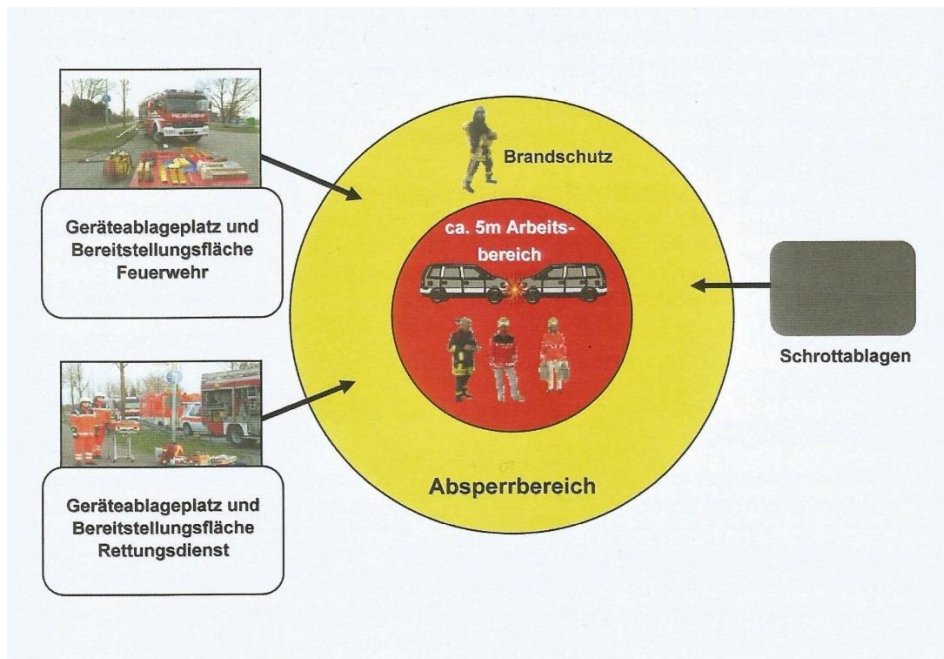 Brandschutz
ca. 5m Arbeits-
bereich
Geräteablageplatz und
Bereitstellungsfläche
Feuerwehr
Schrottablagen
Absperrbereich
Geräteablageplatz und
Bereitstellungsfläche
Rettungsdienst